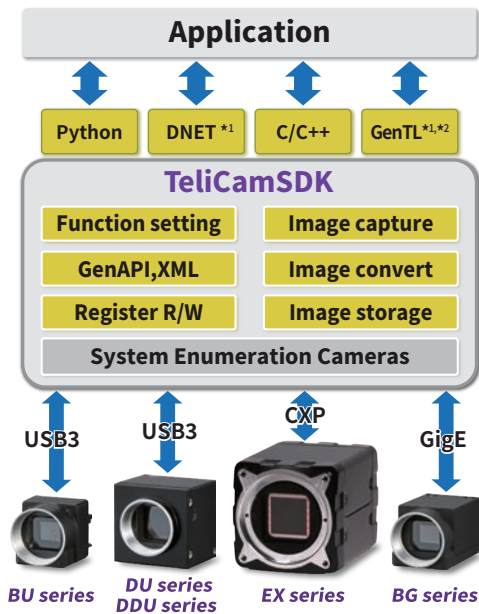 Application
Python
DNET *1
C/C++
GenTL*1,*2
TeliCamSDK
Function setting
Image capture
GenAPI,XML
Image convert
Register R/W
Image storage
System Enumeration Cameras
USB3
USB3
CXP
GigE
BU series
DU series
DDU series
EX series
BG series